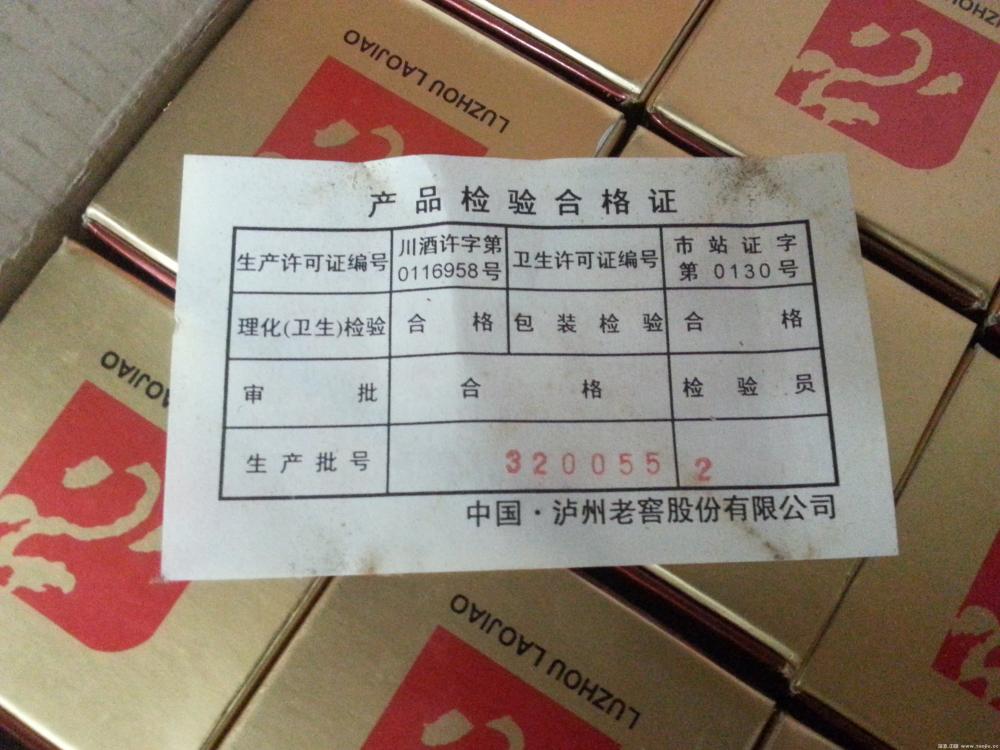 LUZHOU LAOJIAO
产品检验合格证
生产许可证编号 川酒许字第0116958号 卫生许可证编号 市站证字第0130号
理化(卫生)检验 合格 包装检验 合格
审批 合格 检验员
生产批号 320055 2
中国·泸州老窖股份有限公司
LAOJIAO
LUZHOU LAOJIAO